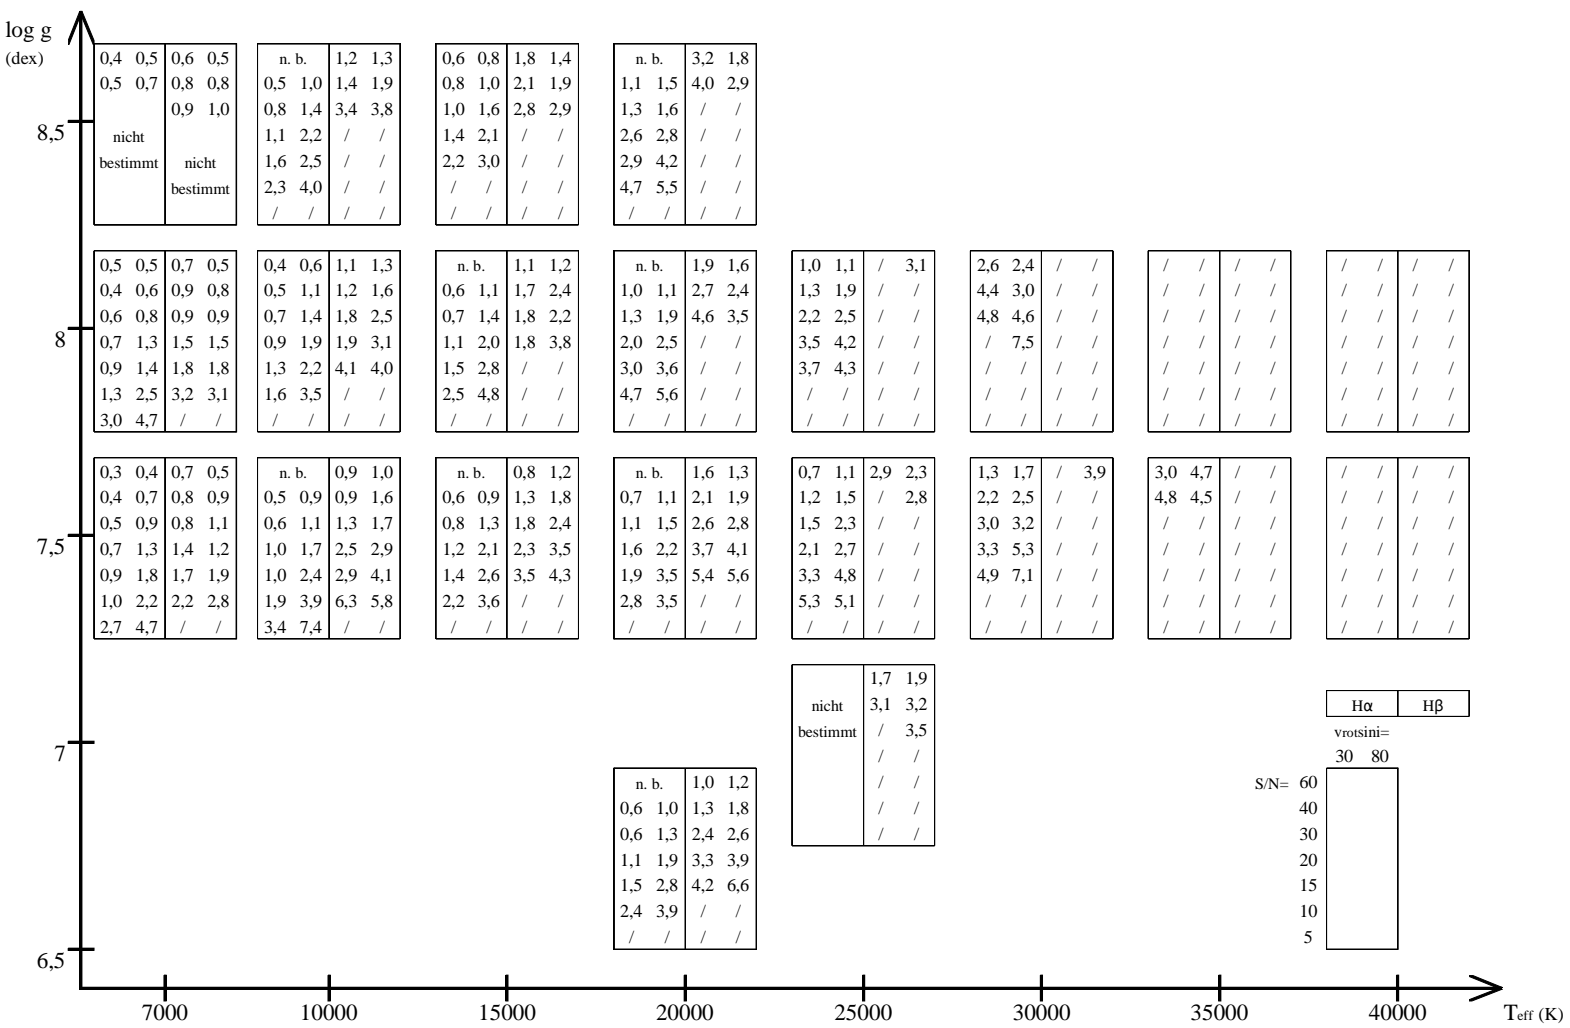 log g
(dex)
0,4 0,5 0,6 0,5 n. b. 1,2 1,3 0,6 0,8 1,8 1,4 n. b. 3,2 1,8
0,5 0,7 0,8 0,8 0,5 1,0 1,4 1,9 0,8 1,0 2,1 1,9 1,1 1,5 4,0 2,9
0,9 1,0 0,8 1,4 3,4 3,8 1,0 1,6 2,8 2,9 1,3 1,6 / /
8,5 nicht 1,1 2,2 / / 1,4 2,1 / / 2,6 2,8 / /
bestimmt nicht 1,6 2,5 / / 2,2 3,0 / / 2,9 4,2 / /
bestimmt 2,3 4,0 / / / / / / 4,7 5,5 / /
/ / / / / / / / / / / /
0,5 0,5 0,7 0,5 0,4 0,6 1,1 1,3 n. b. 1,1 1,2 n. b. 1,9 1,6 1,0 1,1 / 3,1 2,6 2,4 / / / / / / / / / /
0,4 0,6 0,9 0,8 0,5 1,1 1,2 1,6 0,6 1,1 1,7 2,4 1,0 1,1 2,7 2,4 1,3 1,9 / / 4,4 3,0 / / / / / / / / / /
0,6 0,8 0,9 0,9 0,7 1,4 1,8 2,5 0,7 1,4 1,8 2,2 1,3 1,9 4,6 3,5 2,2 2,5 / / 4,8 4,6 / / / / / / / / / /
8 0,7 1,3 1,5 1,5 0,9 1,9 1,9 3,1 1,1 2,0 1,8 3,8 2,0 2,5 / / 3,5 4,2 / / / 7,5 / / / / / / / / / /
0,9 1,4 1,8 1,8 1,3 2,2 4,1 4,0 1,5 2,8 / / 3,0 3,6 / / 3,7 4,3 / / / / / / / / / / / / / /
1,3 2,5 3,2 3,1 1,6 3,5 / / 2,5 4,8 / / 4,7 5,6 / / / / / / / / / / / / / / / / / /
3,0 4,7 / / / / / / / / / / / / / / / / / / / / / / / / / / / / / /
0,3 0,4 0,7 0,5 n. b. 0,9 1,0 n. b. 0,8 1,2 n. b. 1,6 1,3 0,7 1,1 2,9 2,3 1,3 1,7 / 3,9 3,0 4,7 / / / / / /
0,4 0,7 0,8 0,9 0,5 0,9 0,9 1,6 0,6 0,9 1,3 1,8 0,7 1,1 2,1 1,9 1,2 1,5 / 2,8 2,2 2,5 / / 4,8 4,5 / / / / / /
0,5 0,9 0,8 1,1 0,6 1,1 1,3 1,7 0,8 1,3 1,8 2,4 1,1 1,5 2,6 2,8 1,5 2,3 / / 3,0 3,2 / / / / / / / / / /
7,5 0,7 1,3 1,4 1,2 1,0 1,7 2,5 2,9 1,2 2,1 2,3 3,5 1,6 2,2 3,7 4,1 2,1 2,7 / / 3,3 5,3 / / / / / / / / / /
0,9 1,8 1,7 1,9 1,0 2,4 2,9 4,1 1,4 2,6 3,5 4,3 1,9 3,5 5,4 5,6 3,3 4,8 / / 4,9 7,1 / / / / / / / / / /
1,0 2,2 2,2 2,8 1,9 3,9 6,3 5,8 2,2 3,6 / / 2,8 3,5 / / 5,3 5,1 / / / / / / / / / / / / / /
2,7 4,7 / / 3,4 7,4 / / / / / / / / / / / / / / / / / / / / / / / / / /
1,7 1,9
nicht 3,1 3,2 Hα Hβ
bestimmt / 3,5 vrotsini=
7 / / 30 80
n. b. 1,0 1,2 / / S/N= 60
0,6 1,0 1,3 1,8 / / 40
0,6 1,3 2,4 2,6 / / 30
1,1 1,9 3,3 3,9 20
1,5 2,8 4,2 6,6 15
2,4 3,9 / / 10
/ / / / 5
6,5
7000 10000 15000 20000 25000 30000 35000 40000 Teff (K)